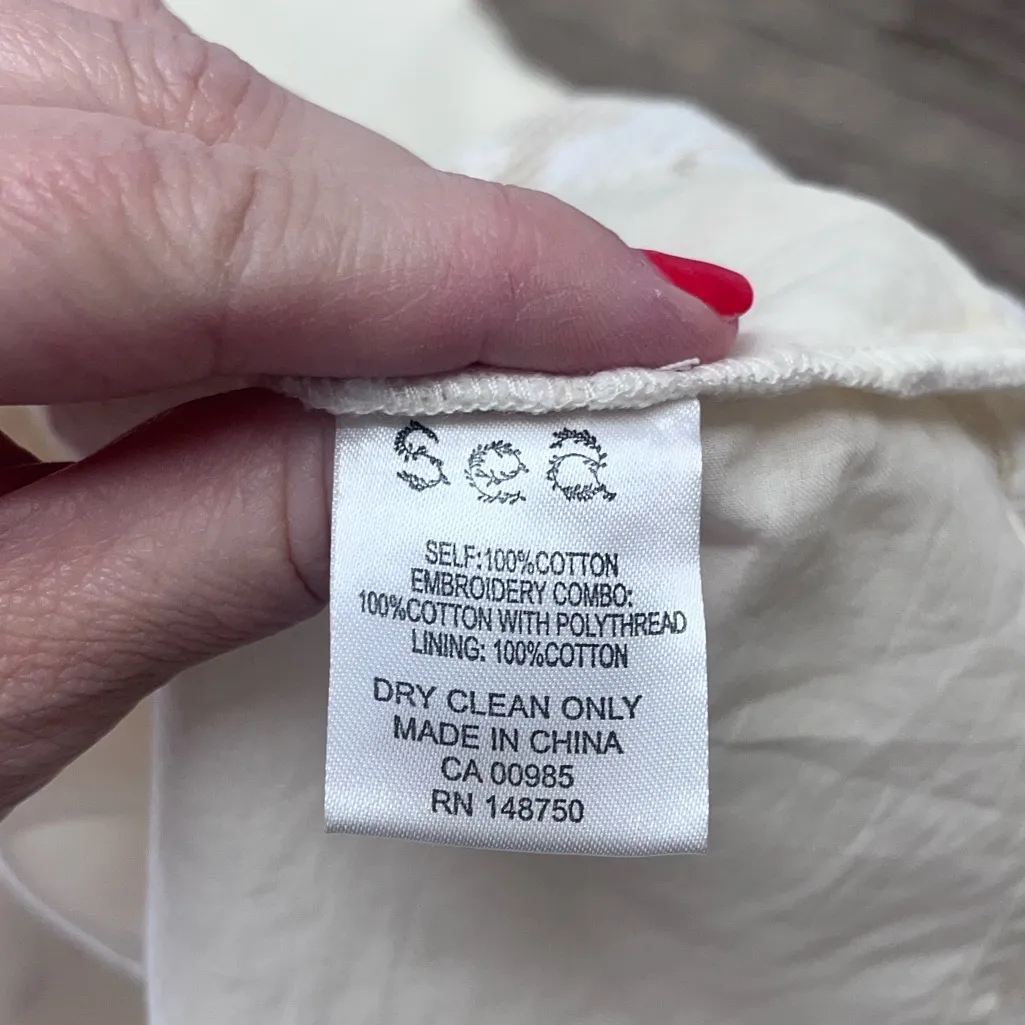 Sea
SELF:100%COTTON
EMBROIDERY COMBO:
100%COTTON WITH POLYTHREAD
LINING: 100%COTTON
DRY CLEAN ONLY
MADE IN CHINA
CA 00985
RN 148750